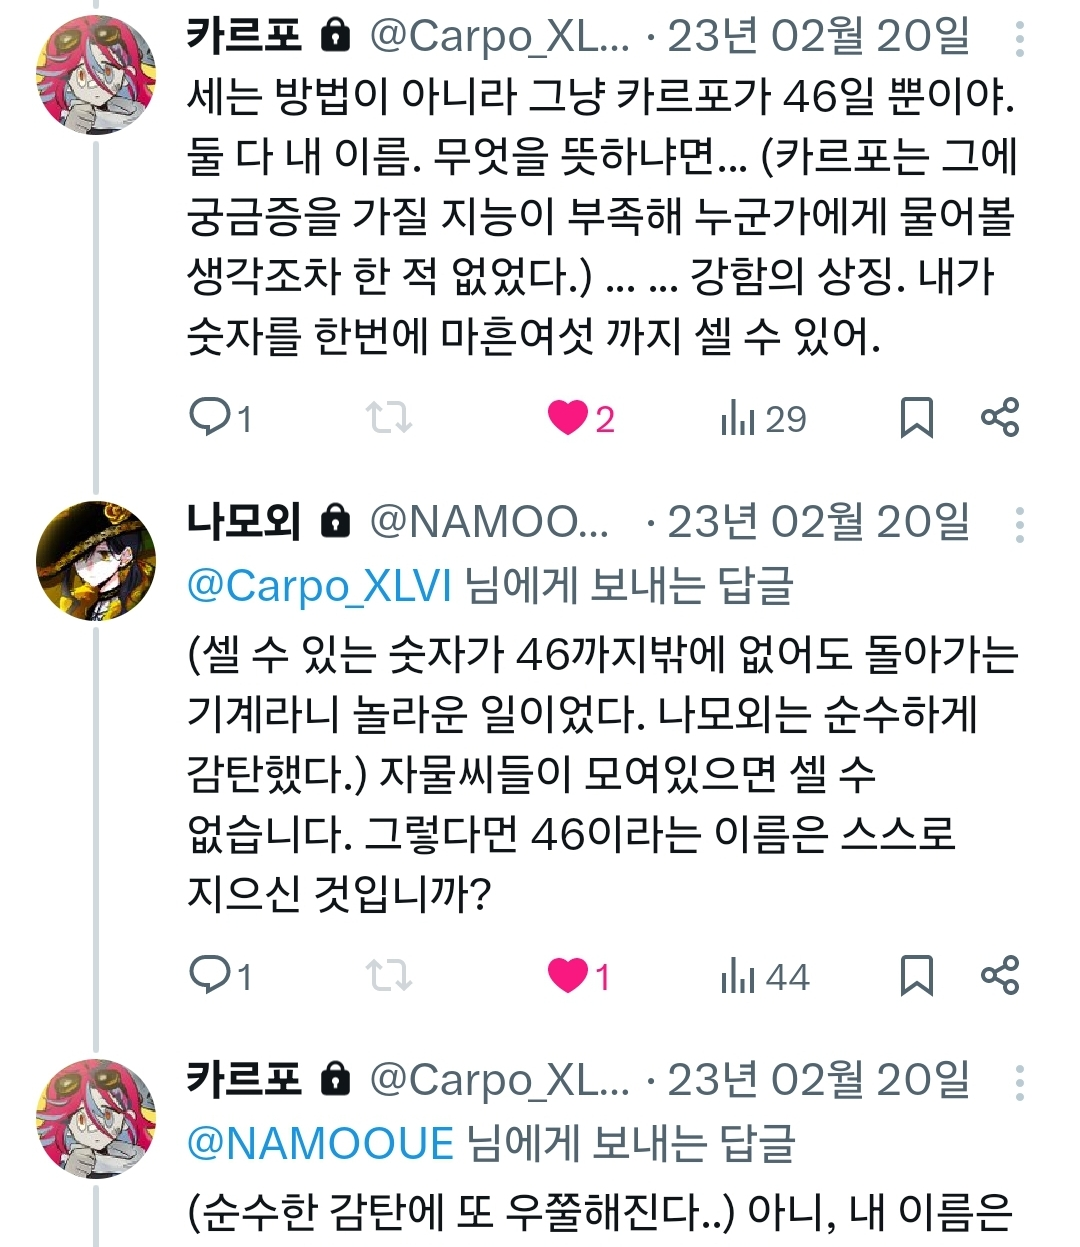 카르포 @Carpo_XL... · 23년 02월 20일
세는 방법이 아니라 그냥 카르포가 46일 뿐이야.
둘 다 내 이름. 무엇을 뜻하냐면... (카르포는 그에
궁금증을 가질 지능이 부족해 누군가에게 물어볼
생각조차 한 적 없었다.) ... ... 강함의 상징. 내가
숫자를 한번에 마흔여섯 까지 셀 수 있어.
1 2 29
나모외 @NAMOO... · 23년 02월 20일
@Carpo_XLVI 님에게 보내는 답글
(셀 수 있는 숫자가 46까지밖에 없어도 돌아가는
기계라니 놀라운 일이었다. 나모외는 순수하게
감탄했다.) 자물씨들이 모여있으면 셀 수
없습니다. 그렇다먼 46이라는 이름은 스스로
지으신 것입니까?
1 1 44
카르포 @Carpo_XL... · 23년 02월 20일
@NAMOOUE 님에게 보내는 답글
(순수한 감탄에 또 우쭐해진다..) 아니, 내 이름은